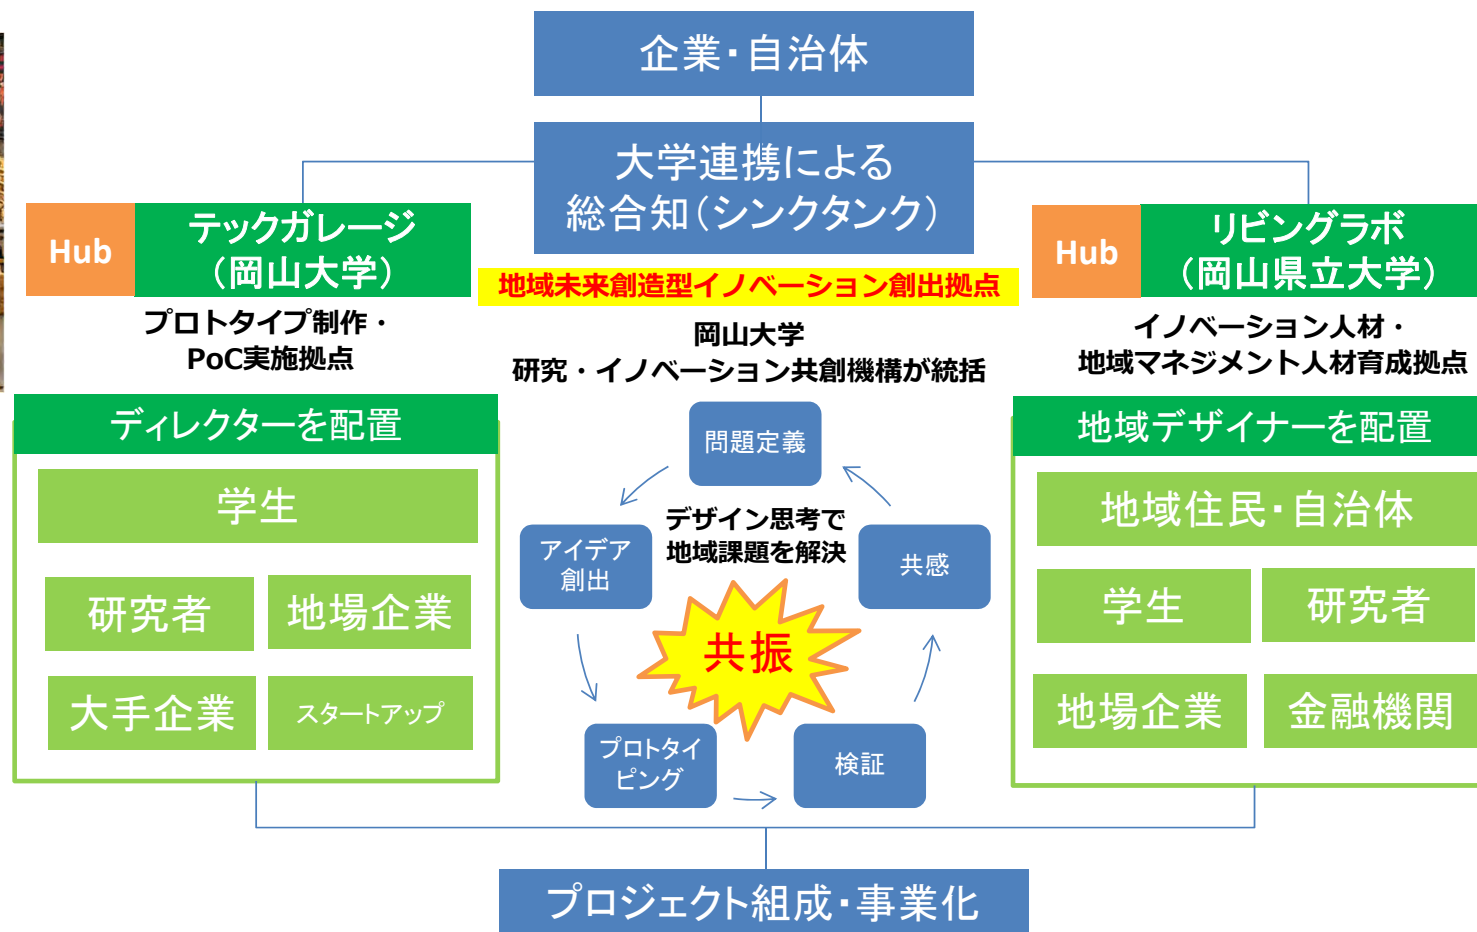 企業・自治体
大学連携による
総合知（シンクタンク）
Hub
テックガレージ
（岡山大学）
プロトタイプ制作・
PoC実施拠点
地域未来創造型イノベーション創出拠点
岡山大学
研究・イノベーション共創機構が統括
Hub
リビングラボ
（岡山県立大学）
イノベーション人材・
地域マネジメント人材育成拠点
ディレクターを配置
学生
研究者
地場企業
大手企業
スタートアップ
問題定義
アイデア
創出
デザイン思考で
地域課題を解決
共感
共振
プロトタイ
ピング
検証
地域デザイナーを配置
地域住民・自治体
学生
研究者
地場企業
金融機関
プロジェクト組成・事業化